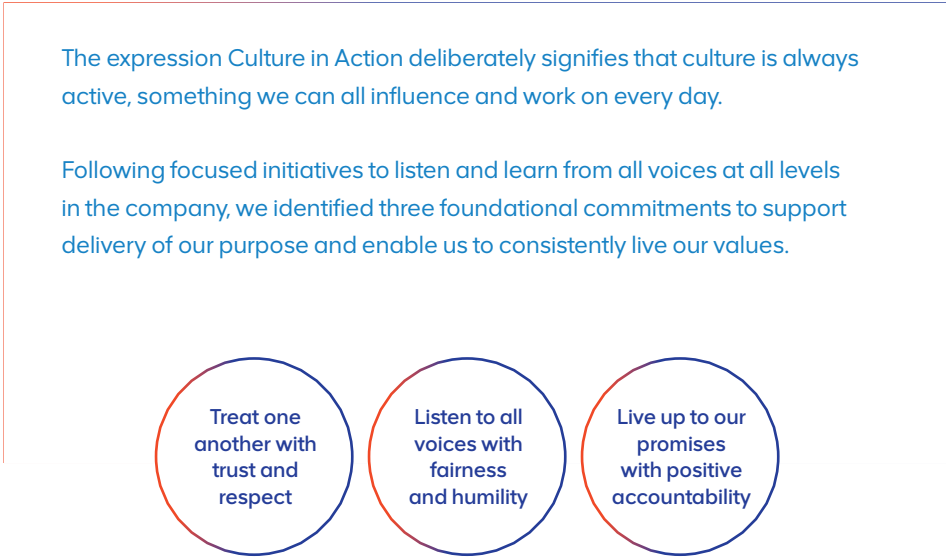 The expression Culture in Action deliberately signifies that culture is always
active, something we can all influence and work on every day.
Following focused initiatives to listen and learn from all voices at all levels
in the company, we identified three foundational commitments to support
delivery of our purpose and enable us to consistently live our values.
Treat one
another with
trust and
respect
Listen to all
voices with
fairness
and humility
Live up to our
promises
with positive
accountability